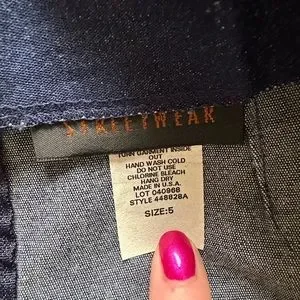 STREETWEAR
TURN GARMENT INSIDE
OUT
HAND WASH COLD
DO NOT USE
CHLORINE BLEACH
HANG DRY
MADE IN U.S.A.
LOT 040968
STYLE 448828A
SIZE:5